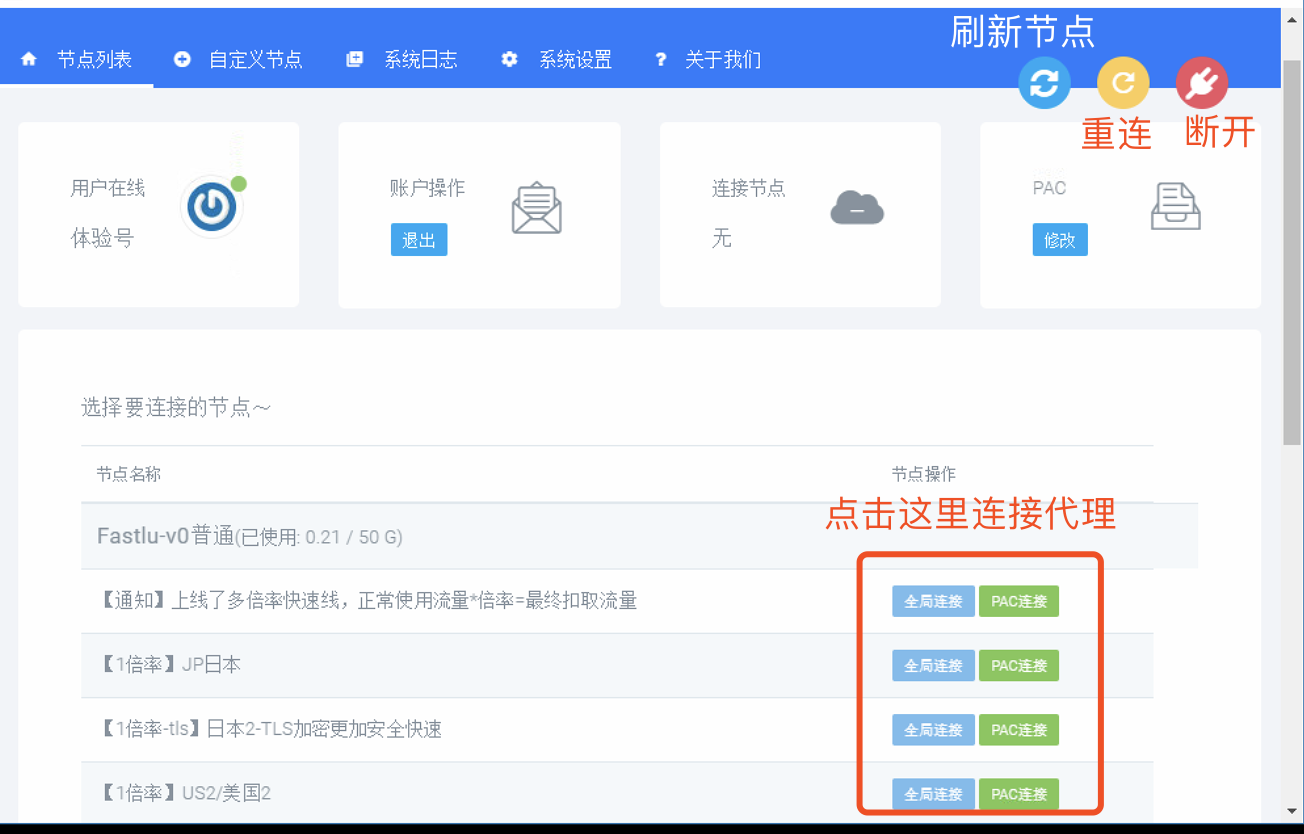 刷新节点
节点列表 自定义节点 系统日志 系统设置 ? 关于我们
重连 断开
用户在线 账户操作 连接节点 PAC
体验号 退出 无 修改
选择要连接的节点～
节点名称 节点操作
点击这里连接代理
Fastlu-v0普通(已使用: 0.21 / 50 G)
【通知】上线了多倍率快速线，正常使用流量*倍率=最终扣取流量 全局连接 PAC连接
【1倍率】JP日本 全局连接 PAC连接
【1倍率-tls】日本2-TLS加密更加安全快速 全局连接 PAC连接
【1倍率】US2/美国2 全局连接 PAC连接